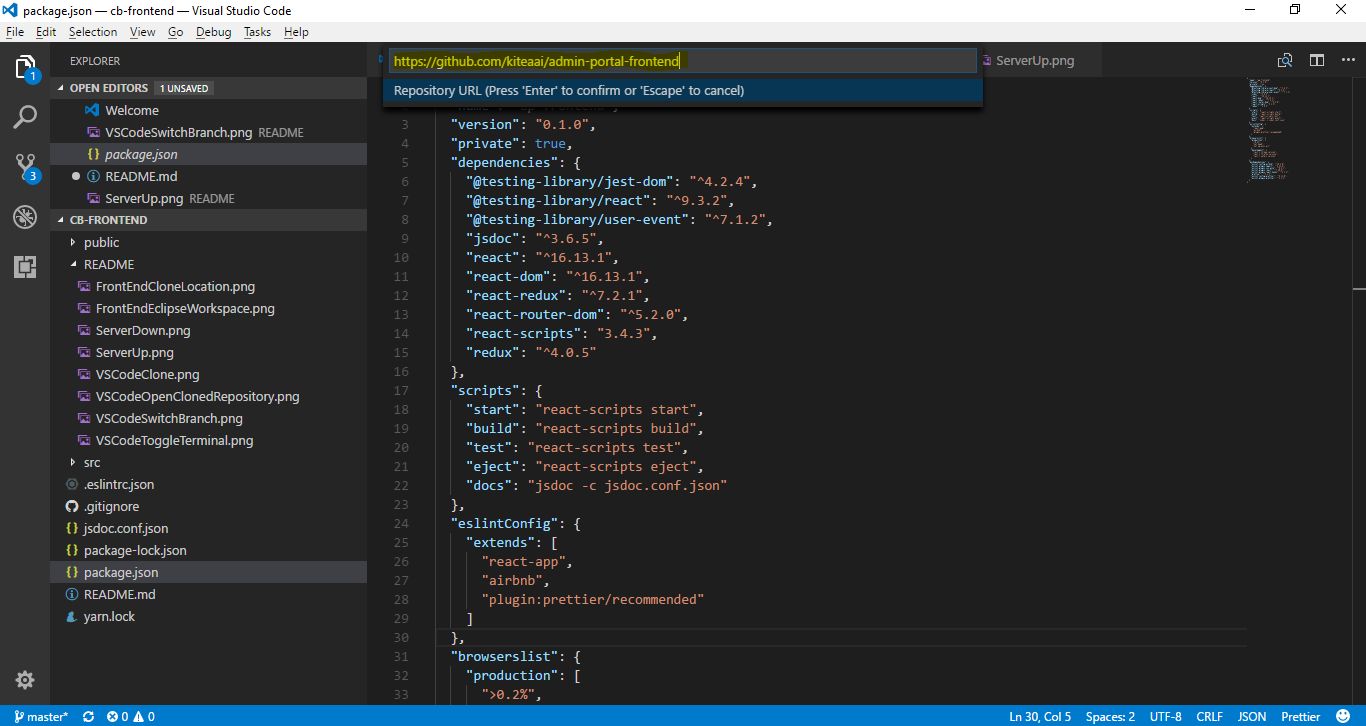 package.json — cb-frontend — Visual Studio Code
File Edit Selection View Go Debug Tasks Help
EXPLORER
https://github.com/kiteaai/admin-portal-frontend
ServerUp.png
Repository URL (Press 'Enter' to confirm or 'Escape' to cancel)
1
3
OPEN EDITORS 1 UNSAVED
Welcome
VSCodeSwitchBranch.png README
{} package.json
README.md
ServerUp.png README
CB-FRONTEND
public
README
FrontEndCloneLocation.png
FrontEndEclipseWorkspace.png
ServerDown.png
ServerUp.png
VSCodeClone.png
VSCodeOpenClonedRepository.png
VSCodeSwitchBranch.png
VSCodeToggleTerminal.png
src
.eslintrc.json
.gitignore
{} jsdoc.conf.json
{} package-lock.json
{} package.json
README.md
yarn.lock
3 "version": "0.1.0",
4 "private": true,
5 "dependencies": {
6 "@testing-library/jest-dom": "^4.2.4",
7 "@testing-library/react": "^9.3.2",
8 "@testing-library/user-event": "^7.1.2",
9 "jsdoc": "^3.6.5",
10 "react": "^16.13.1",
11 "react-dom": "^16.13.1",
12 "react-redux": "^7.2.1",
13 "react-router-dom": "^5.2.0",
14 "react-scripts": "3.4.3",
15 "redux": "^4.0.5"
16 },
17 "scripts": {
18 "start": "react-scripts start",
19 "build": "react-scripts build",
20 "test": "react-scripts test",
21 "eject": "react-scripts eject",
22 "docs": "jsdoc -c jsdoc.conf.json"
23 },
24 "eslintConfig": {
25 "extends": [
26 "react-app",
27 "airbnb",
28 "plugin:prettier/recommended"
29 ]
30 },
31 "browserslist": {
32 "production": [
33 ">0.2%",
master* 0 0 Ln 30, Col 5 Spaces: 2 UTF-8 CRLF JSON Prettier